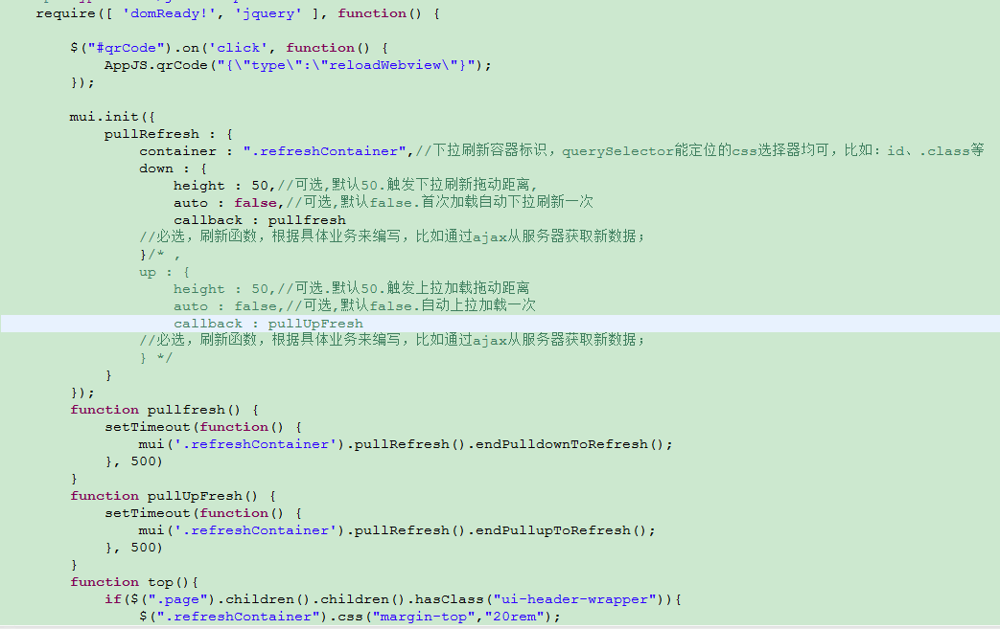 require([ 'domReady!', 'jquery' ], function() {
$("#qrCode").on('click', function() {
AppJS.qrCode("{\"type\":\"reloadWebview\"}");
});
mui.init({
pullRefresh : {
container : ".refreshContainer",//下拉刷新容器标识，querySelector能定位的css选择器均可，比如：id、.class等
down : {
height : 50,//可选,默认50.触发下拉刷新拖动距离,
auto : false,//可选,默认false.首次加载自动下拉刷新一次
callback : pullfresh
//必选，刷新函数，根据具体业务来编写，比如通过ajax从服务器获取新数据；
}/* ,
up : {
height : 50,//可选.默认50.触发上拉加载拖动距离
auto : false,//可选,默认false.自动上拉加载一次
callback : pullUpFresh
//必选，刷新函数，根据具体业务来编写，比如通过ajax从服务器获取新数据；
} */
}
});
function pullfresh() {
setTimeout(function() {
mui('.refreshContainer').pullRefresh().endPulldownToRefresh();
}, 500)
}
function pullUpFresh() {
setTimeout(function() {
mui('.refreshContainer').pullRefresh().endPullupToRefresh();
}, 500)
}
function top(){
if($(".page").children().children().hasClass("ui-header-wrapper")){
$(".refreshContainer").css("margin-top","20rem");